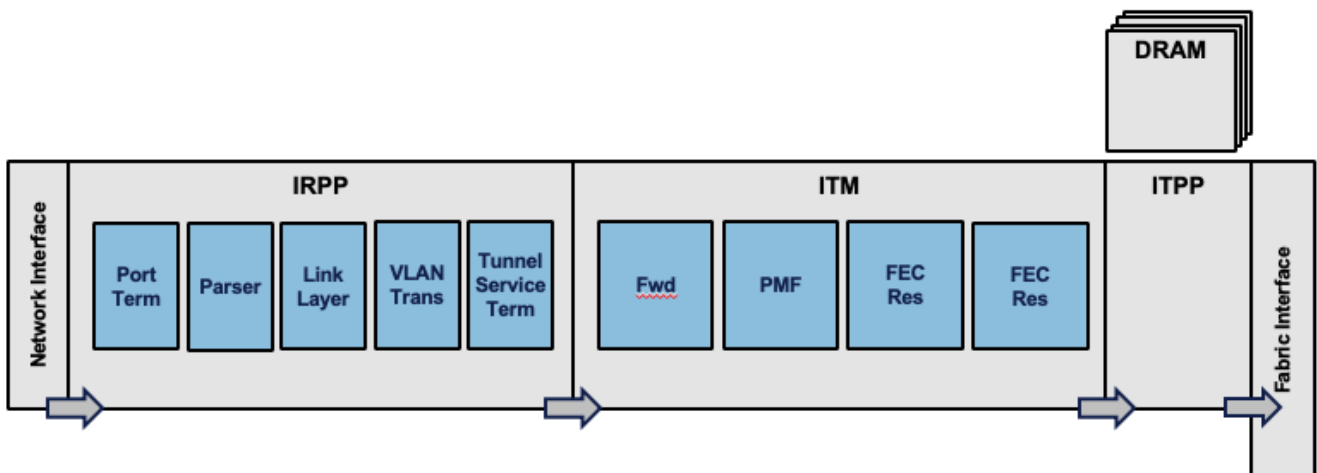 DRAM
IRPP
ITM
ITPP
Network Interface
Port
Term
Parser
Link
Layer
VLAN
Trans
Tunnel
Service
Term
Fwd
PMF
FEC
Res
FEC
Res
Fabric Interface